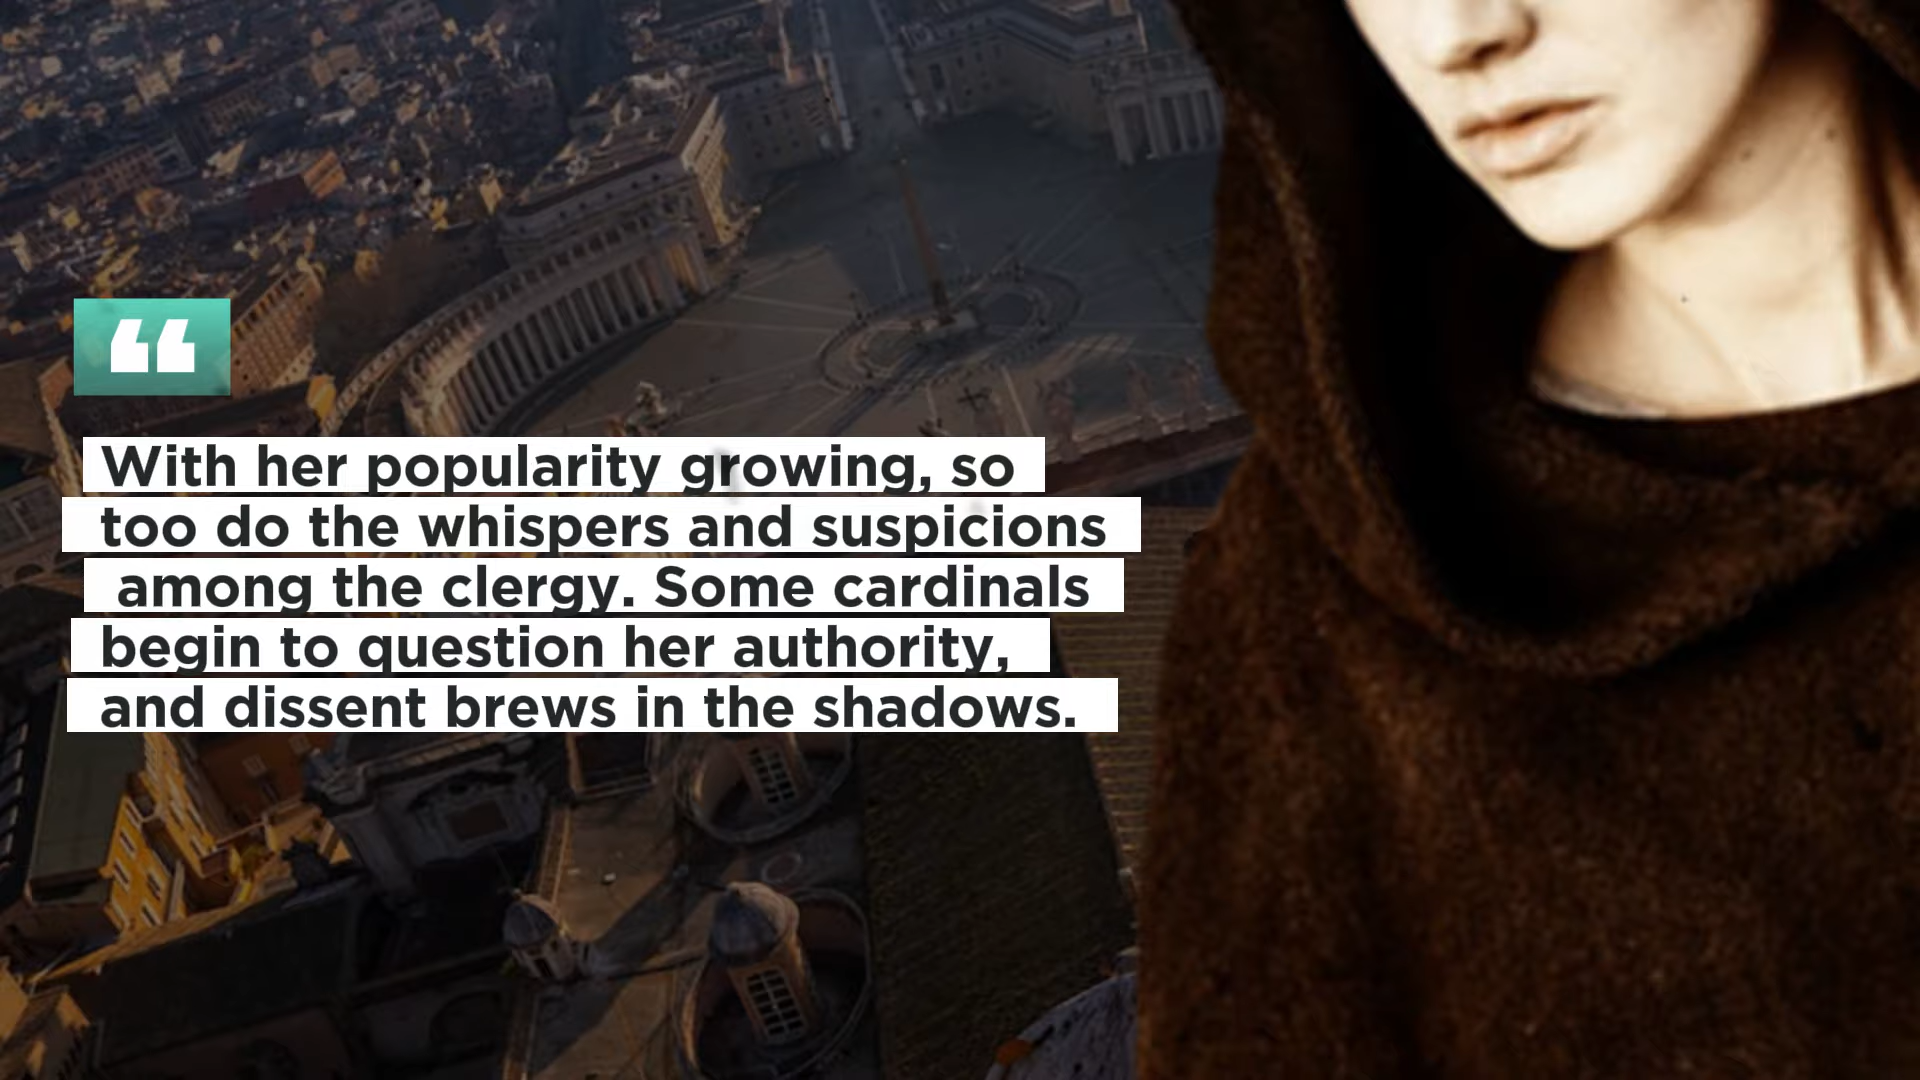 “
With her popularity growing, so
too do the whispers and suspicions
among the clergy. Some cardinals
begin to question her authority,
and dissent brews in the shadows.